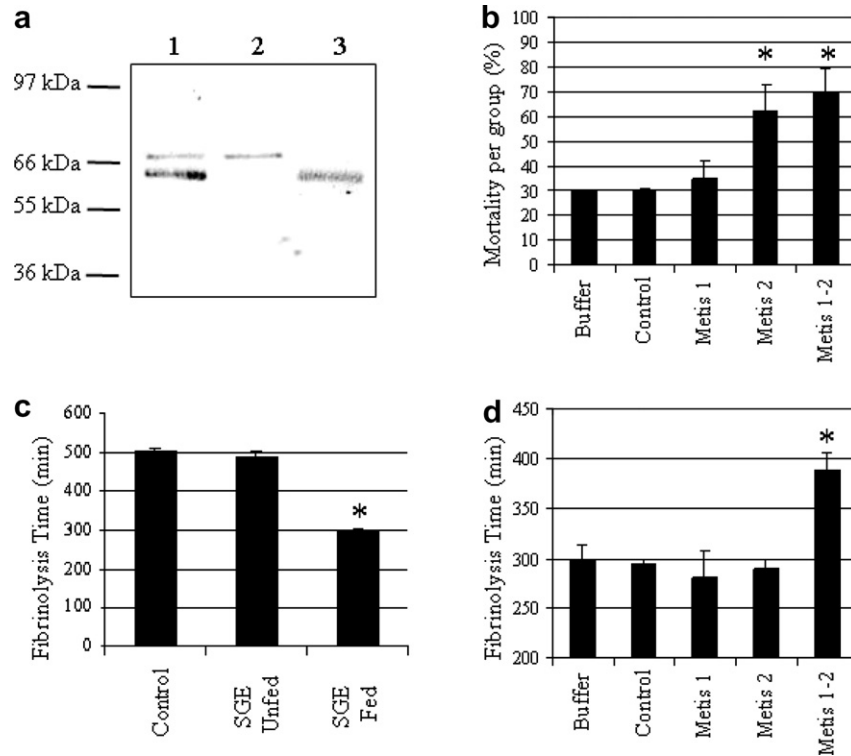 a
1 2 3
97 kDa
66 kDa
55 kDa
36 kDa
b
Mortality per group (%)
100
90
80
70
60
50
40
30
20
10
0
* *
Buffer
Control
Metis 1
Metis 2
Metis 1-2
c
Fibrinolysis Time (min)
600
500
400
300
200
100
0
*
Control
SGE
Unfed
SGE
Fed
d
Fibrinolysis Time (min)
450
400
350
300
250
200
*
Buffer
Control
Metis 1
Metis 2
Metis 1-2